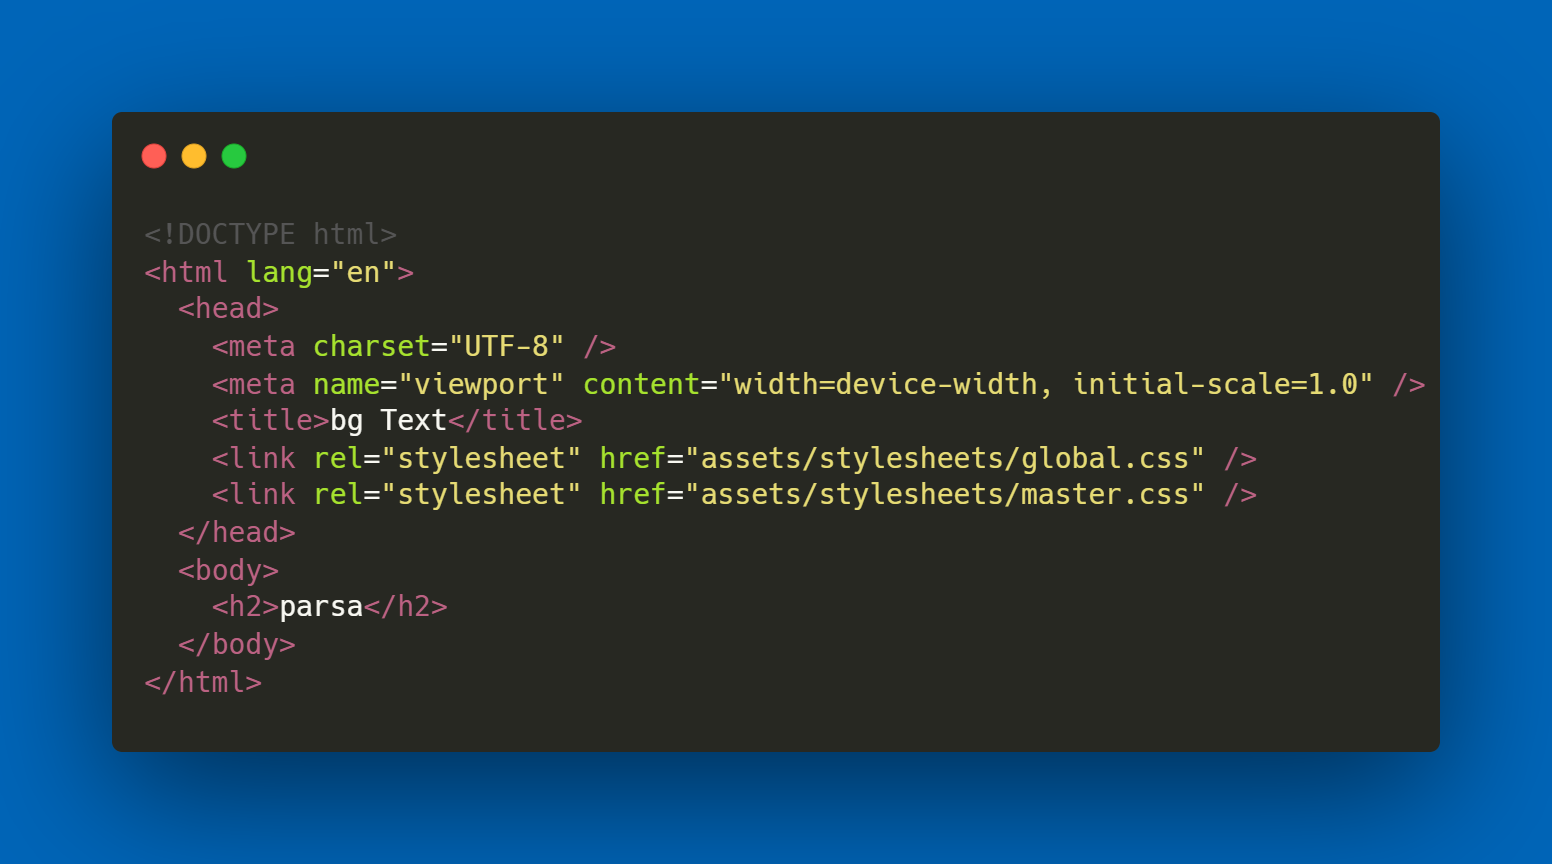 <!DOCTYPE html>
<html lang="en">
  <head>
    <meta charset="UTF-8" />
    <meta name="viewport" content="width=device-width, initial-scale=1.0" />
    <title>bg Text</title>
    <link rel="stylesheet" href="assets/stylesheets/global.css" />
    <link rel="stylesheet" href="assets/stylesheets/master.css" />
  </head>
  <body>
    <h2>parsa</h2>
  </body>
</html>